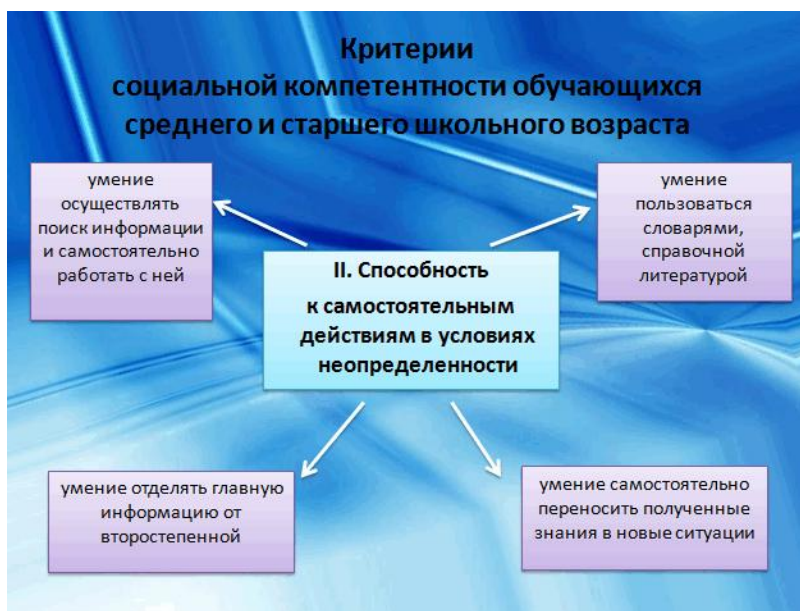 Критерии
социальной компетентности обучающихся
среднего и старшего школьного возраста
умение
осуществлять
поиск информации
и самостоятельно
работать с ней
умение
пользоваться
словарями,
справочной
литературой
II. Способность
к самостоятельным
действиям в условиях
неопределенности
умение отделять главную
информацию от
второстепенной
умение самостоятельно
переносить полученные
знания в новые ситуации